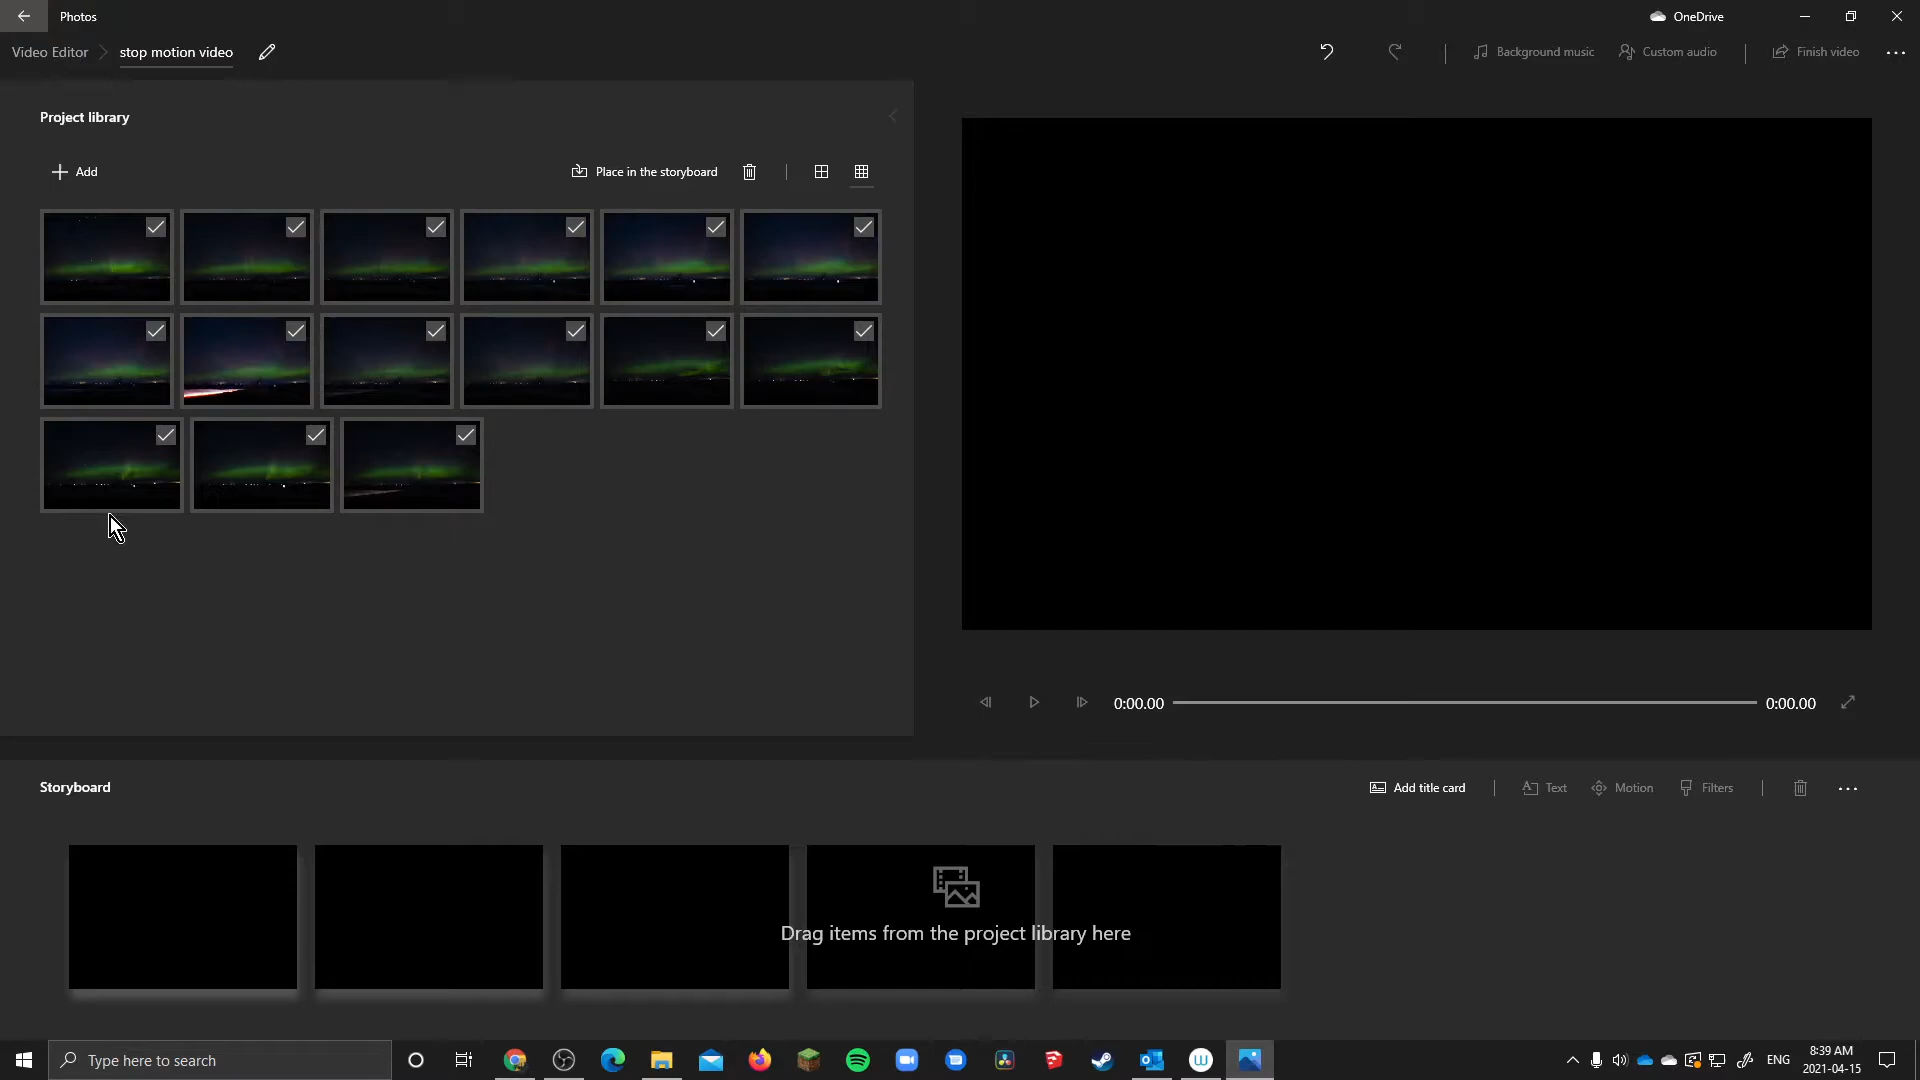 Photos
OneDrive
Video Editor
stop motion video
Background music
Custom audio
Finish video
Project library
Add
Place in the storyboard
0:00.00
0:00.00
Storyboard
Add title card
Text
Motion
Filters
Drag items from the project library here
Type here to search
W
ENG
8:39 AM
2021-04-15